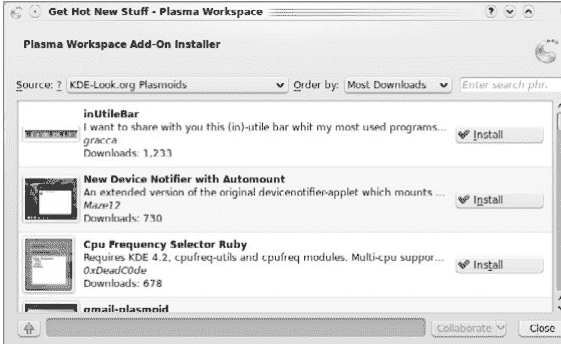 Get Hot New Stuff - Plasma Workspace
Plasma Workspace Add-On Installer
Source: ? KDE-Look.org Plasmoids Order by: Most Downloads Enter search phr.
inUtileBar
I want to share with you this (in)-utile bar whit my most used programs...
gracca
Downloads: 1,233
Install
New Device Notifier with Automount
An extended version of the original devicenotifier-applet which mounts ...
Maze12
Downloads: 730
Install
Cpu Frequency Selector Ruby
Requires KDE 4.2, cpufreq-utils and cpufreq modules. Multi-cpu suppor...
0xDeadC0de
Downloads: 678
Install
gmail-plasmoid
Collaborate Close